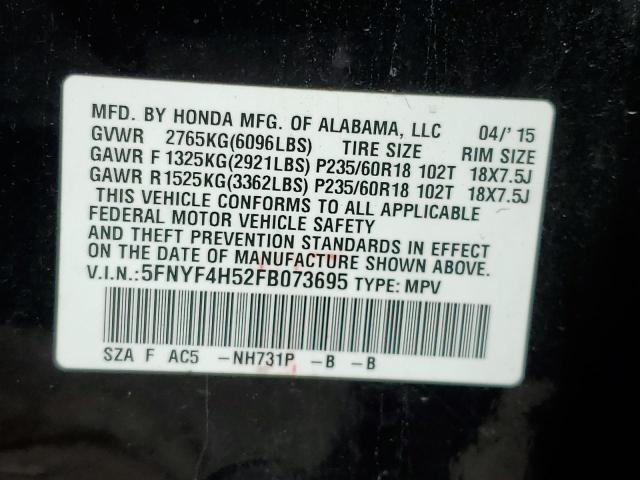 MFD. BY HONDA MFG. OF ALABAMA, LLC 04/'15
GVWR 2765KG(6096LBS) TIRE SIZE RIM SIZE
GAWR F 1325KG(2921LBS) P235/60R18 102T 18X7.5J
GAWR R 1525KG(3362LBS) P235/60R18 102T 18X7.5J
THIS VEHICLE CONFORMS TO ALL APPLICABLE
FEDERAL MOTOR VEHICLE SAFETY
AND THEFT PREVENTION STANDARDS IN EFFECT
ON THE DATE OF MANUFACTURE SHOWN ABOVE.
V.I.N.:5FNYF4H52FB073695 TYPE: MPV
SZA F AC5 -NH731P -B -B